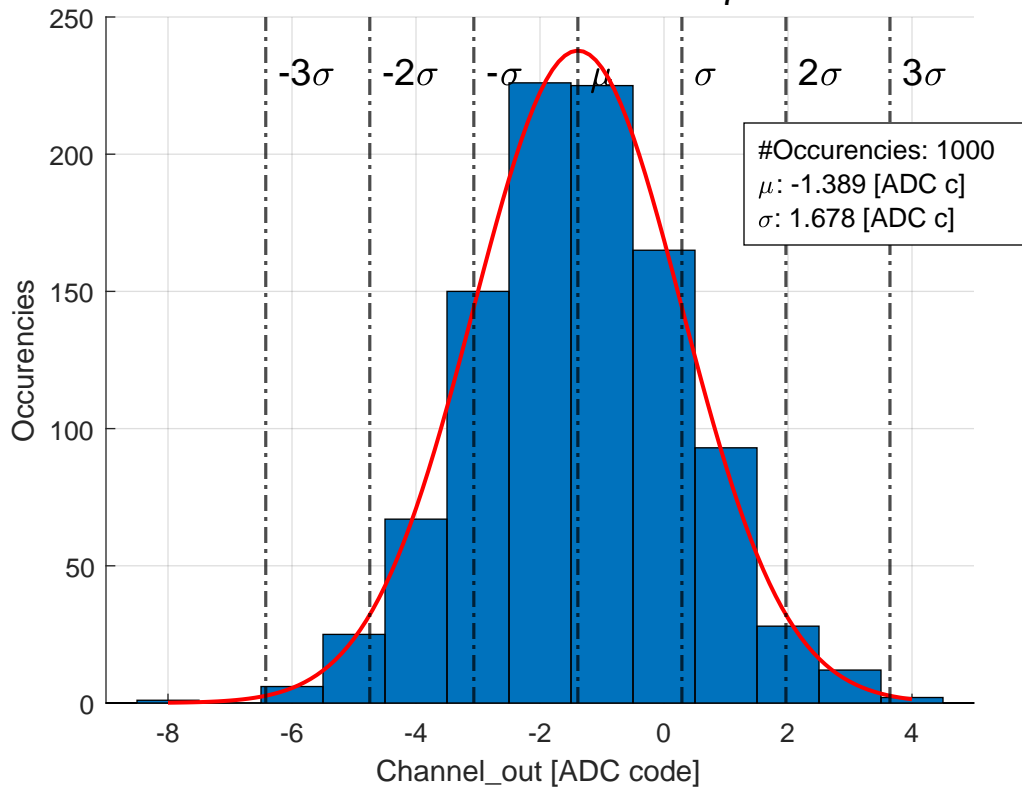 250
200
150
100
50
0
-3σ
-2σ
-σ
μ
σ
2σ
3σ
#Occurencies: 1000
μ: -1.389 [ADC c]
σ: 1.678 [ADC c]
Occurencies
-8
-6
-4
-2
0
2
4
Channel_out [ADC code]